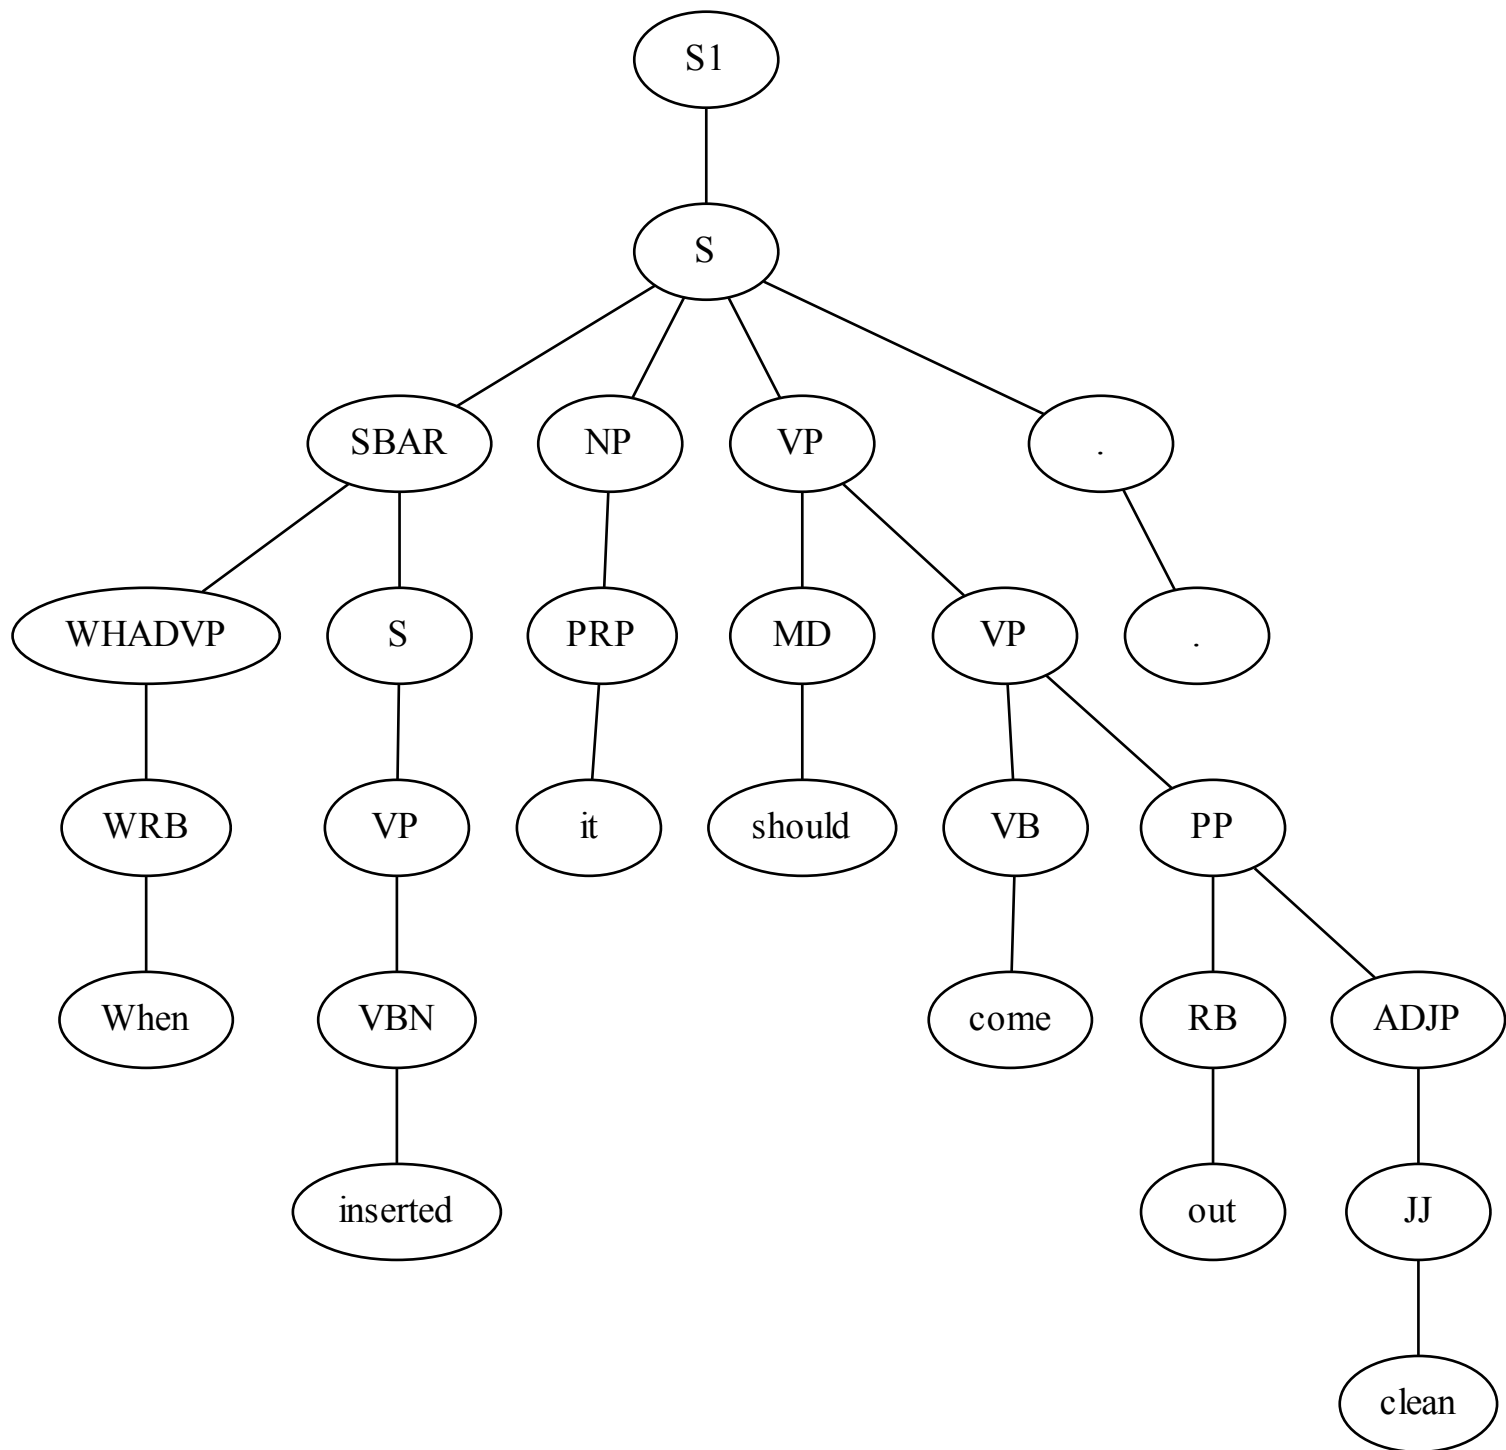 S1
S
SBAR NP VP .
WHADVP S PRP MD VP .
WRB VP it should VB PP
When VBN come RB ADJP
inserted out JJ
clean